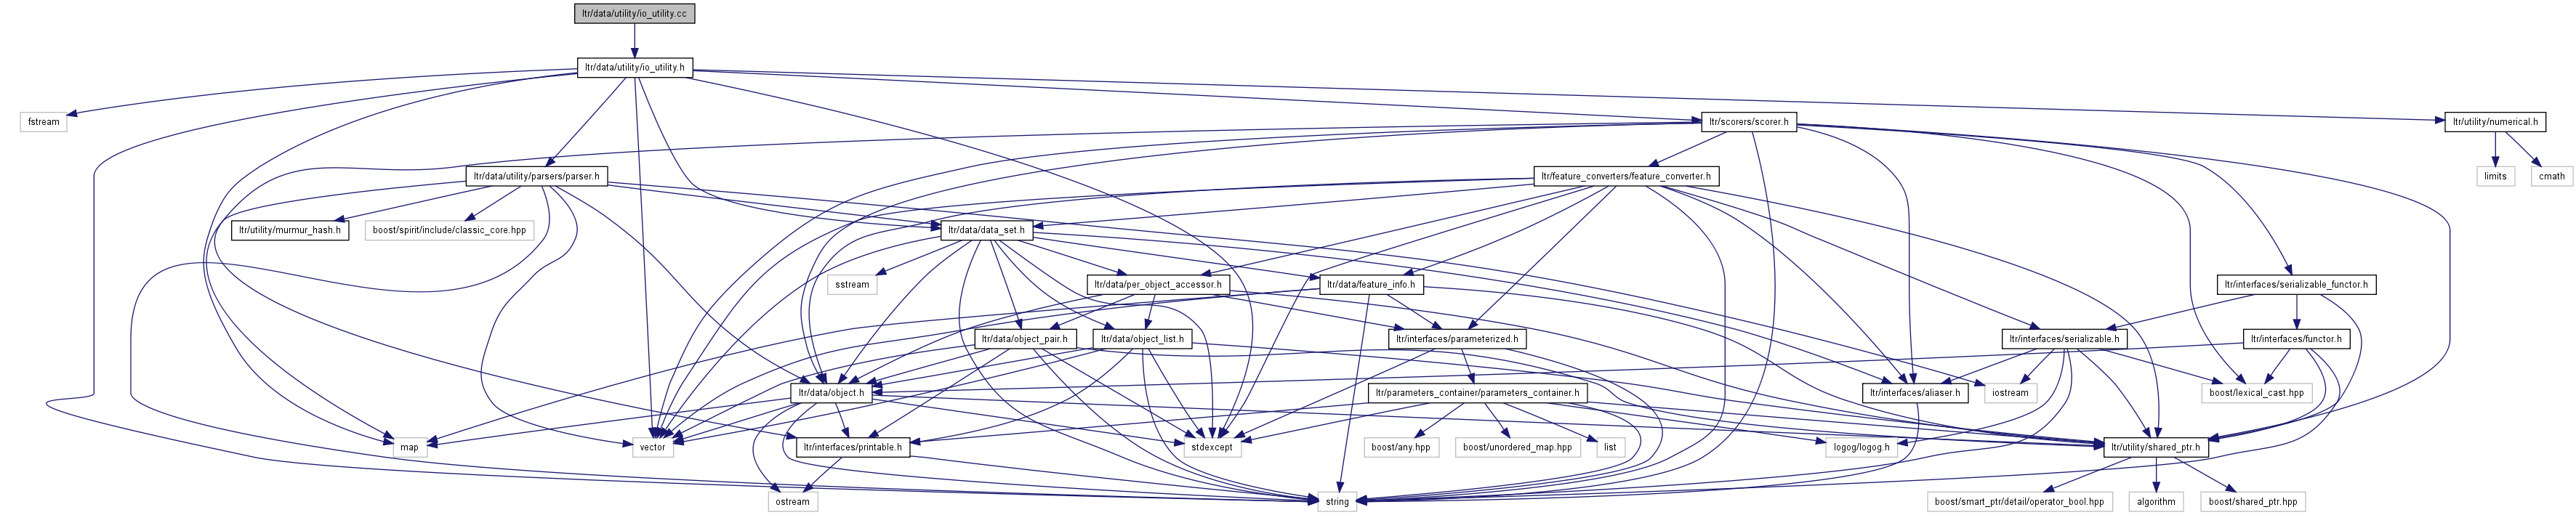 ltr/data/utility/io_utility.cc
ltr/data/utility/io_utility.h
fstream
ltr/scorers/scorer.h
ltr/utility/numerical.h
ltr/data/utility/parsers/parser.h
ltr/feature_converters/feature_converter.h
limits
cmath
ltr/utility/murmur_hash.h
boost/spirit/include/classic_core.hpp
ltr/data/data_set.h
sstream
ltr/data/per_object_accessor.h
ltr/data/feature_info.h
ltr/interfaces/serializable_functor.h
ltr/data/object_pair.h
ltr/data/object_list.h
ltr/interfaces/parameterized.h
ltr/interfaces/serializable.h
ltr/interfaces/functor.h
ltr/data/object.h
ltr/parameters_container/parameters_container.h
ltr/interfaces/aliaser.h
iostream
boost/lexical_cast.hpp
map
vector
ltr/interfaces/printable.h
stdexcept
boost/any.hpp
boost/unordered_map.hpp
list
logog/logog.h
ltr/utility/shared_ptr.h
ostream
string
boost/smart_ptr/detail/operator_bool.hpp
algorithm
boost/shared_ptr.hpp